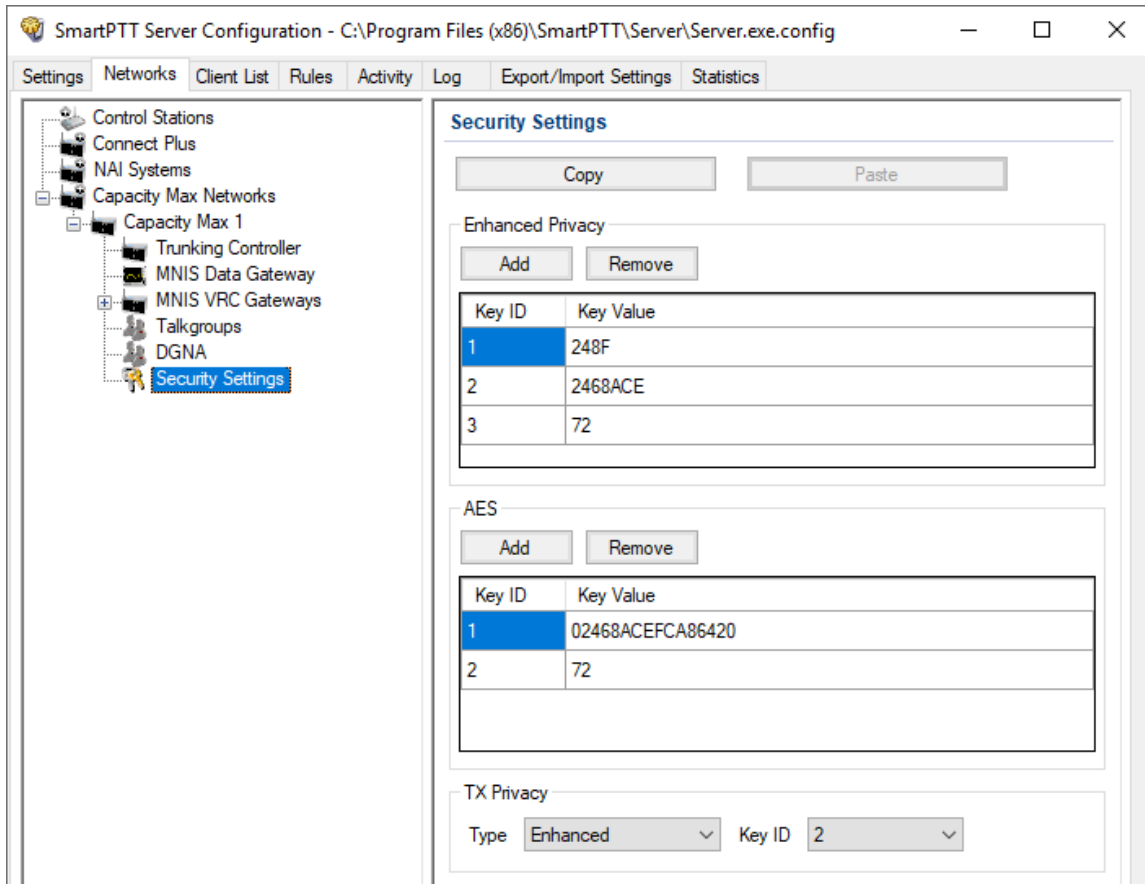 SmartPTT Server Configuration - C:\Program Files (x86)\SmartPTT\Server\Server.exe.config
Settings Networks Client List Rules Activity Log Export/Import Settings Statistics
Control Stations
Connect Plus
NAI Systems
Capacity Max Networks
Capacity Max 1
Trunking Controller
MNIS Data Gateway
MNIS VRC Gateways
Talkgroups
DGNA
Security Settings
Security Settings
Copy Paste
Enhanced Privacy
Add Remove
Key ID Key Value
1 248F
2 2468ACE
3 72
AES
Add Remove
Key ID Key Value
1 02468ACEFCA86420
2 72
TX Privacy
Type Enhanced Key ID 2